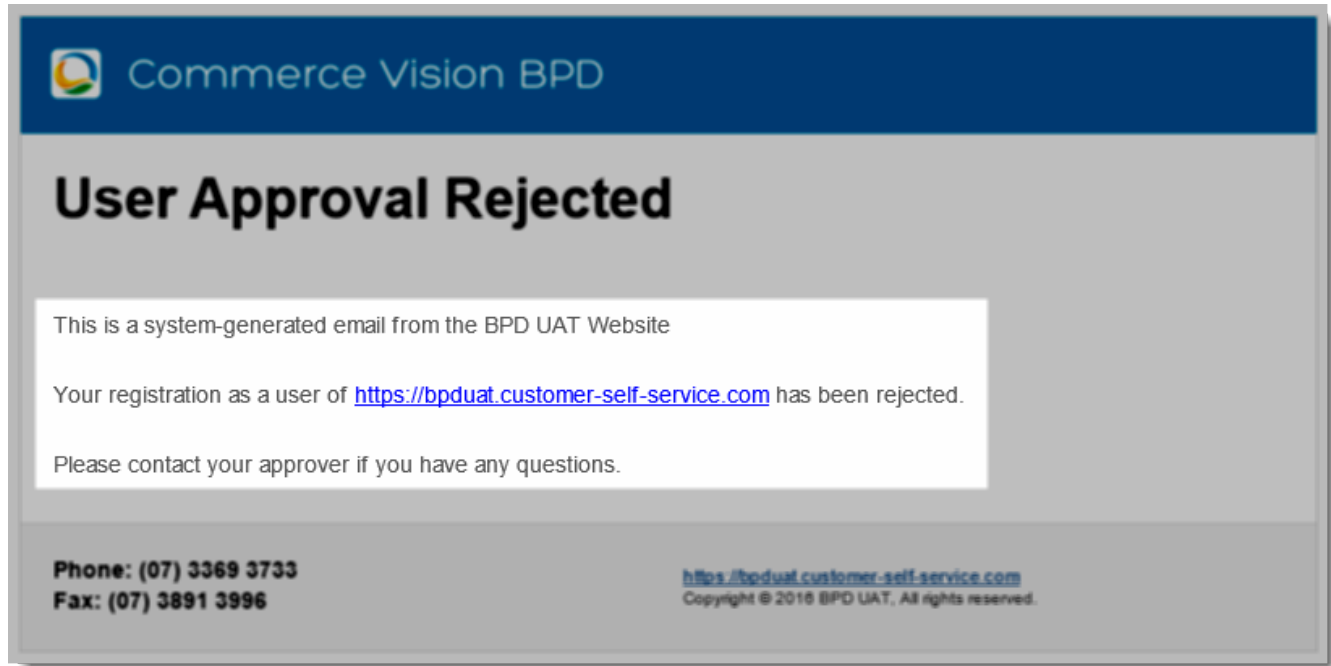 Commerce Vision BPD
User Approval Rejected
This is a system-generated email from the BPD UAT Website
Your registration as a user of https://bpduat.customer-self-service.com has been rejected.
Please contact your approver if you have any questions.
Phone: (07) 3369 3733
Fax: (07) 3891 3996
https://bpduat.customer-self-service.com
Copyright © 2016 BPD UAT, All rights reserved.